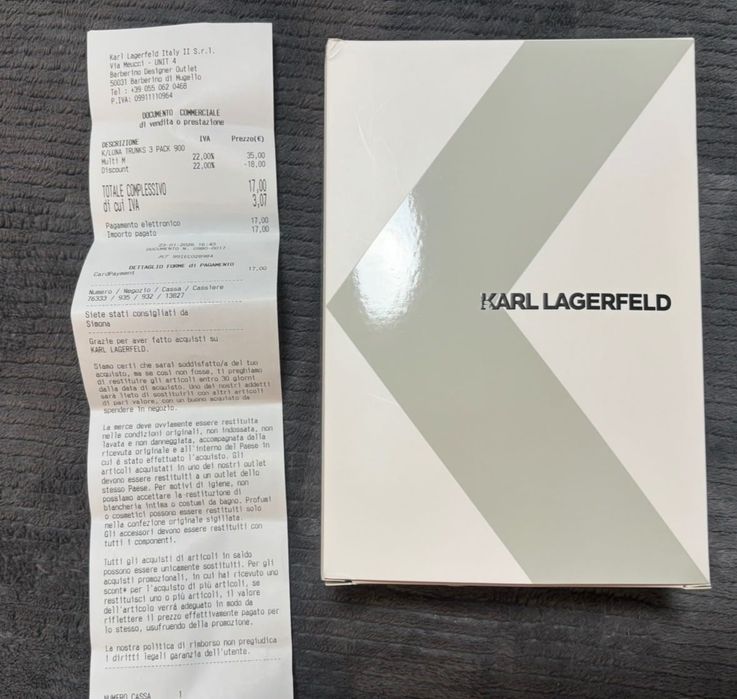 Karl Lagerfeld Italy II S.r.l.
Via Meucci - UNIT 4
Barberino Designer Outlet
50031 Barberino di Mugello
Tel : +39 055 062 0468
P.IVA: 09911110964
DOCUMENTO COMMERCIALE
di vendita o prestazione
DESCRIZIONE IVA Prezzo(€)
K/LUNA TRUNKS 3 PACK 900
Multi M 22,00% 35,00
Discount 22,00% -18,00
TOTALE COMPLESSIVO 17,00
di cui IVA 3,07
Pagamento elettronico 17,00
Importo pagato 17,00
23-01-2026 16:43
DOCUMENTO N. 0980-0017
DETTAGLIO FORME di PAGAMENTO
CardPayment 17,00
Numero / Negozio / Cassa / Cassiere
76333 / 935 / 932 / 13827
Siete stati consigliati da
Simona
Grazie per aver fatto acquisti su
KARL LAGERFELD.
Siamo certi che sarai soddisfatto/a del tuo
acquisto, ma se così non fosse, ti preghiamo
di restituire gli articoli entro 30 giorni
dalla data di acquisto. Uno dei nostri addetti
sarà lieto di sostituirli con altri articoli
di pari valore, con un buono acquisto da
spendere in negozio.
La merce deve ovviamente essere restituita
nelle condizioni originali, non indossata, non
lavata e non danneggiata, accompagnata dalla
ricevuta originale e all'interno del Paese in
cui è stato effettuato l'acquisto. Gli
articoli acquistati in uno dei nostri outlet
devono essere restituiti a un outlet dello
stesso Paese. Per motivi di igiene, non
possiamo accettare la restituzione di
biancheria intima o costumi da bagno. Profumi
o cosmetici possono essere restituiti solo
nella confezione originale sigillata.
Gli accessori devono essere restituiti con
tutti i componenti.
Tutti gli acquisti di articoli in saldo
possono essere unicamente sostituiti. Per gli
acquisti promozionali, in cui hai ricevuto uno
scont* per l'acquisto di più articoli, se
restituisci uno o più articoli, il valore
dell'articolo verrà adeguato in modo da
riflettere il prezzo effettivamente pagato per
lo stesso, usufruendo della promozione.
La nostra politica di rimborso non pregiudica
i diritti legali garanzia dell'utente.
NUMERO CASSA 1
KARL LAGERFELD